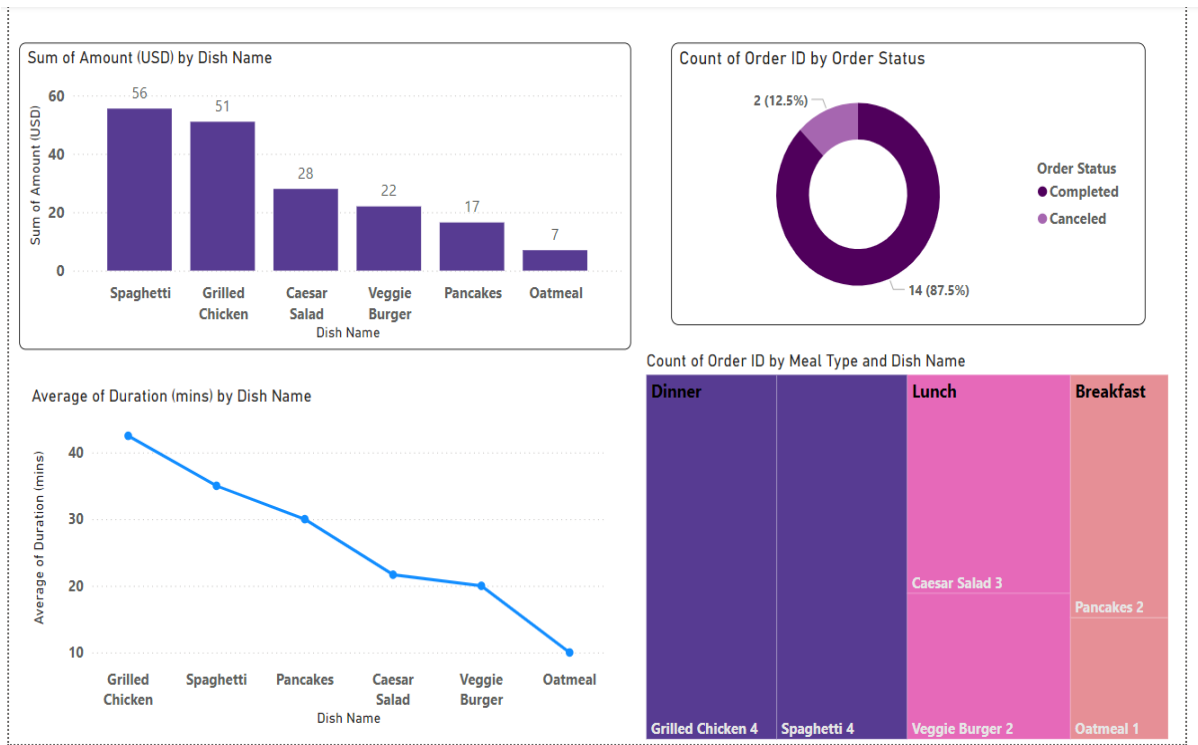 Sum of Amount (USD) by Dish Name
Sum of Amount (USD)
60
40
20
0
56
51
28
22
17
7
Spaghetti
Grilled
Chicken
Caesar
Salad
Veggie
Burger
Pancakes
Oatmeal
Dish Name
Count of Order ID by Order Status
2 (12.5%)
14 (87.5%)
Order Status
Completed
Canceled
Average of Duration (mins) by Dish Name
Average of Duration (mins)
40
30
20
10
Grilled
Chicken
Spaghetti
Pancakes
Caesar
Salad
Veggie
Burger
Oatmeal
Dish Name
Count of Order ID by Meal Type and Dish Name
Dinner
Grilled Chicken 4
Spaghetti 4
Lunch
Caesar Salad 3
Veggie Burger 2
Breakfast
Pancakes 2
Oatmeal 1